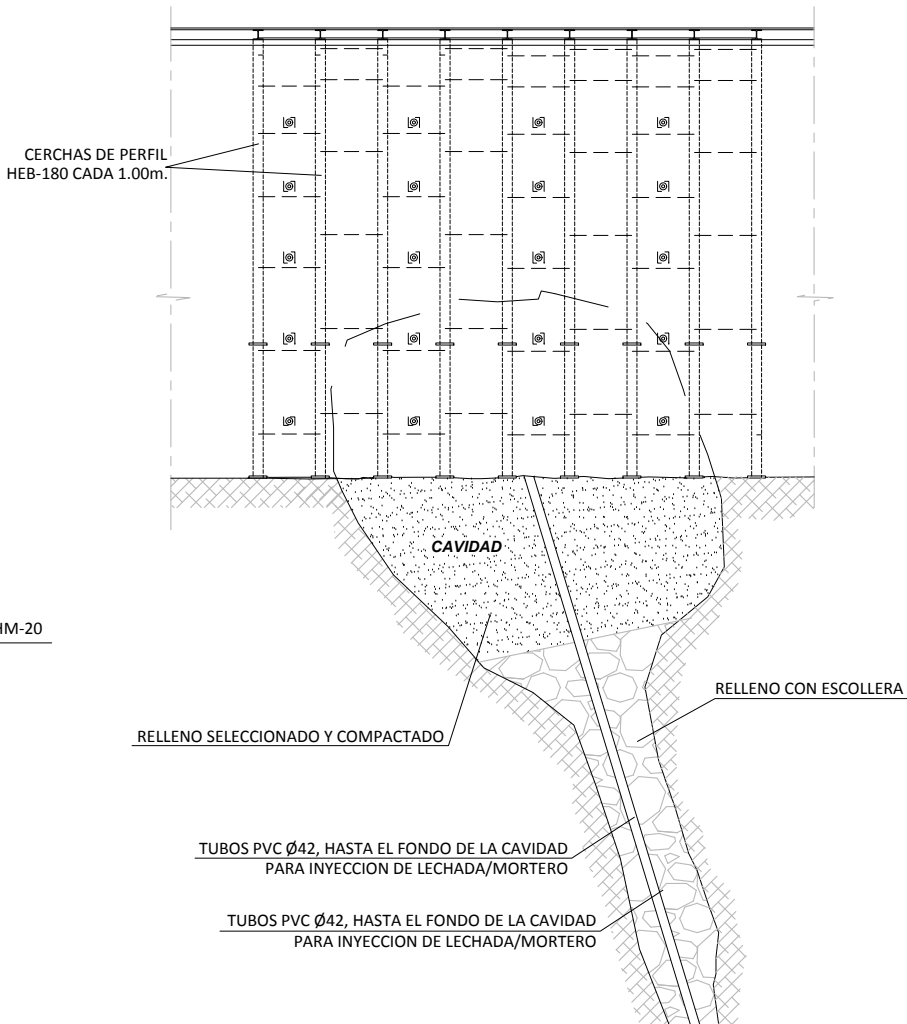 CERCHAS DE PERFIL
HEB-180 CADA 1.00m.
CAVIDAD
HM-20
RELLENO CON ESCOLLERA
RELLENO SELECCIONADO Y COMPACTADO
TUBOS PVC Ø42, HASTA EL FONDO DE LA CAVIDAD
PARA INYECCION DE LECHADA/MORTERO
TUBOS PVC Ø42, HASTA EL FONDO DE LA CAVIDAD
PARA INYECCION DE LECHADA/MORTERO